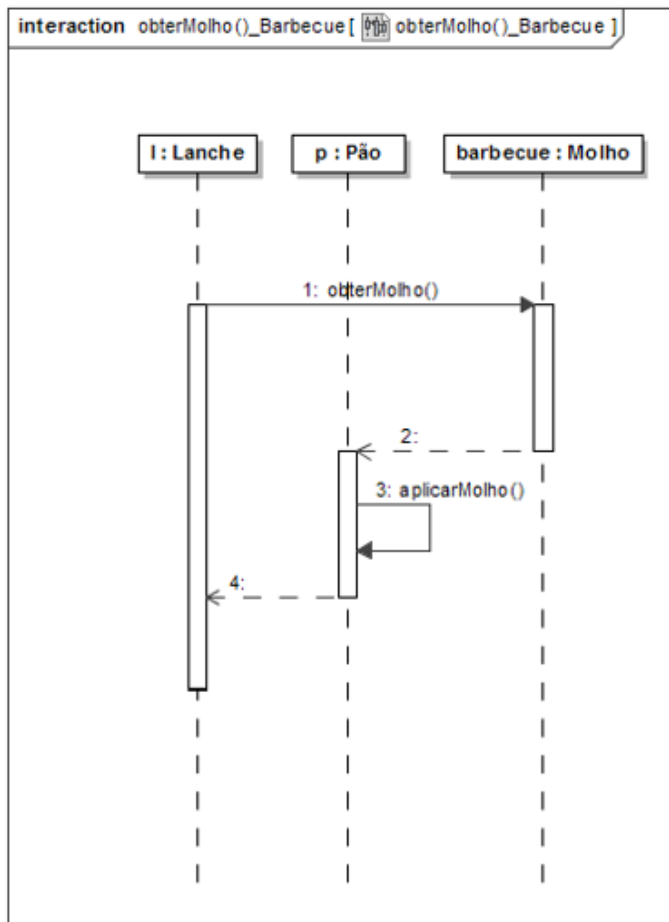 interaction obterMolho()_Barbecue [ obterMolho()_Barbecue ]
l : Lanche
p : Pão
barbecue : Molho
1: obterMolho()
2:
3: aplicarMolho()
4: